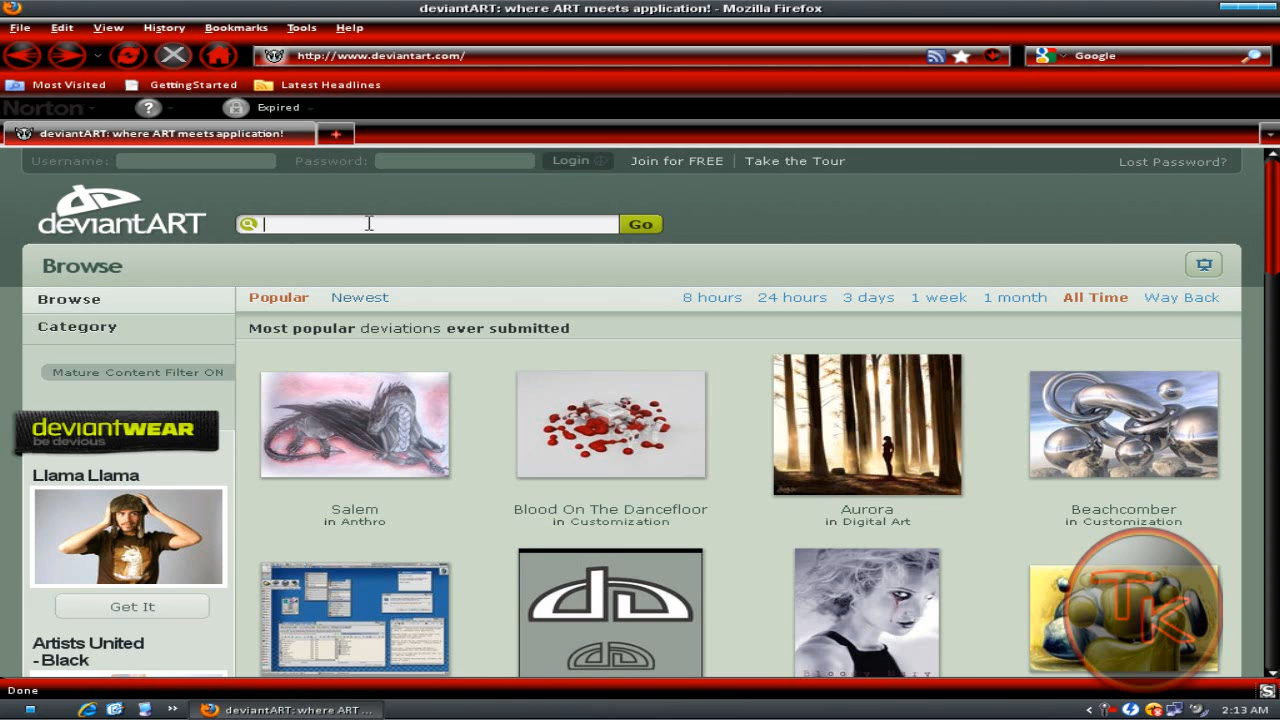 deviantART: where ART meets application! - Mozilla Firefox
File Edit View History Bookmarks Tools Help
http://www.deviantart.com/ Google
Most Visited Getting Started Latest Headlines
Norton ? Expired
deviantART: where ART meets application!
Username: Password: Login Join for FREE Take the Tour Lost Password?
deviantART Go
Browse
Browse Popular Newest 8 hours 24 hours 3 days 1 week 1 month All Time Way Back
Category
Most popular deviations ever submitted
Mature Content Filter ON
deviantWEAR
be devious
Llama Llama
Salem Blood On The Dancefloor Aurora Beachcomber
in Anthro in Customization in Digital Art in Customization
Get It
TK
Artists United
- Black
Bloody Mary
Done
deviantART: where ART ... 2:13 AM